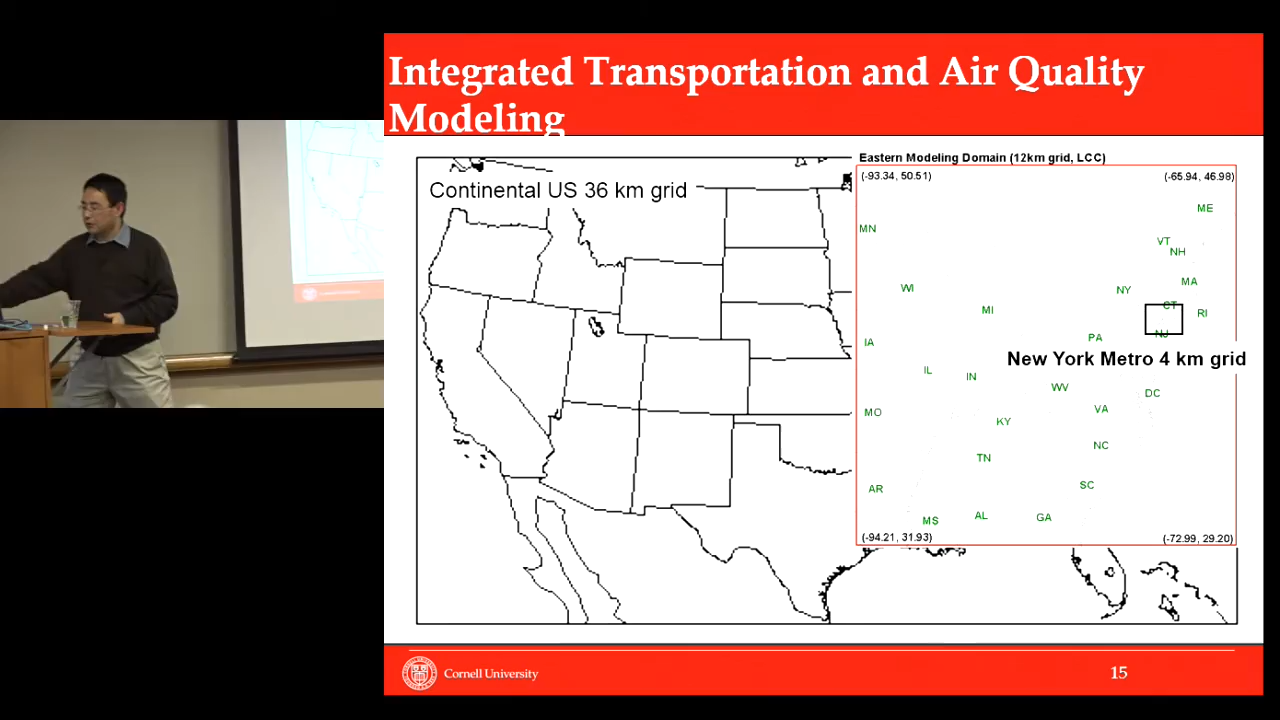 Integrated Transportation and Air Quality
Modeling
Eastern Modeling Domain (12km grid, LCC)
(-93.34, 50.51)
(-65.94, 46.98)
Continental US 36 km grid
ME
MN
VT
NH
MA
WI
NY
CT
RI
MI
NJ
PA
IA
New York Metro 4 km grid
IL
IN
WV
DC
VA
MO
KY
NC
TN
SC
AR
MS
AL
GA
(-94.21, 31.93)
(-72.99, 29.20)
Cornell University
15